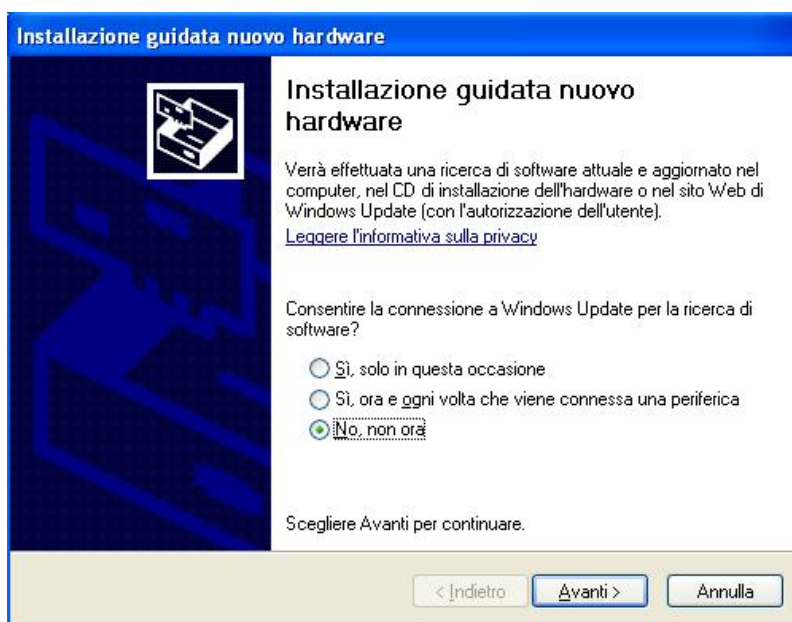 Installazione guidata nuovo hardware
Installazione guidata nuovo
hardware
Verrà effettuata una ricerca di software attuale e aggiornato nel
computer, nel CD di installazione dell'hardware o nel sito Web di
Windows Update (con l'autorizzazione dell'utente).
Leggere l'informativa sulla privacy
Consentire la connessione a Windows Update per la ricerca di
software?
Sì, solo in questa occasione
Sì, ora e ogni volta che viene connessa una periferica
No, non ora
Scegliere Avanti per continuare.
< Indietro Avanti > Annulla